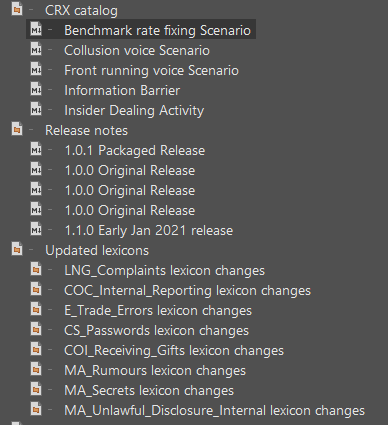 CRX catalog
Benchmark rate fixing Scenario
Collusion voice Scenario
Front running voice Scenario
Information Barrier
Insider Dealing Activity
Release notes
1.0.1 Packaged Release
1.0.0 Original Release
1.0.0 Original Release
1.0.0 Original Release
1.1.0 Early Jan 2021 release
Updated lexicons
LNG_Complaints lexicon changes
COC_Internal_Reporting lexicon changes
E_Trade_Errors lexicon changes
CS_Passwords lexicon changes
COI_Receiving_Gifts lexicon changes
MA_Rumours lexicon changes
MA_Secrets lexicon changes
MA_Unlawful_Disclosure_Internal lexicon changes